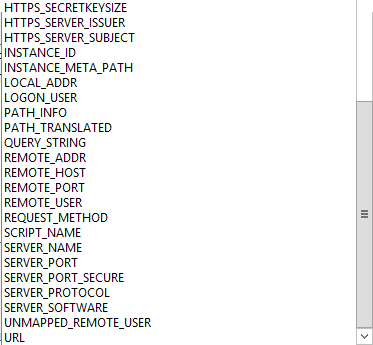 HTTPS_SECRETKEYSIZE
HTTPS_SERVER_ISSUER
HTTPS_SERVER_SUBJECT
INSTANCE_ID
INSTANCE_META_PATH
LOCAL_ADDR
LOGON_USER
PATH_INFO
PATH_TRANSLATED
QUERY_STRING
REMOTE_ADDR
REMOTE_HOST
REMOTE_PORT
REMOTE_USER
REQUEST_METHOD
SCRIPT_NAME
SERVER_NAME
SERVER_PORT
SERVER_PORT_SECURE
SERVER_PROTOCOL
SERVER_SOFTWARE
UNMAPPED_REMOTE_USER
URL